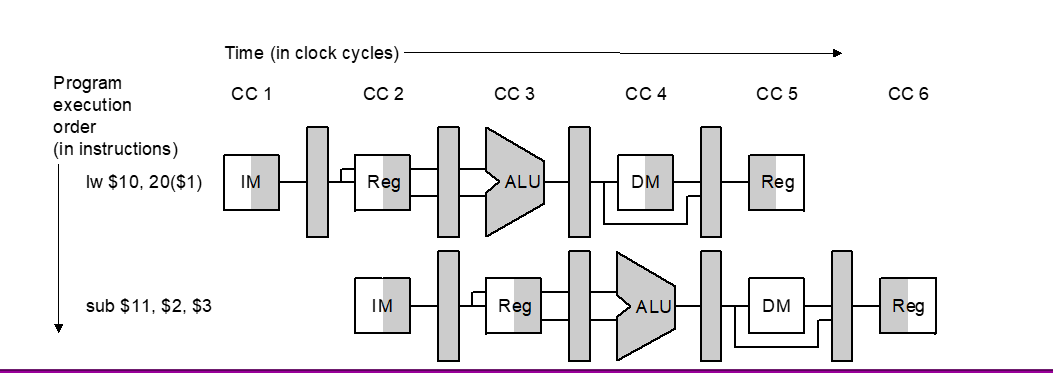 Time (in clock cycles)
Program
execution
order
(in instructions)
CC 1 CC 2 CC 3 CC 4 CC 5 CC 6
lw $10, 20($1) IM Reg ALU DM Reg
sub $11, $2, $3 IM Reg ALU DM Reg